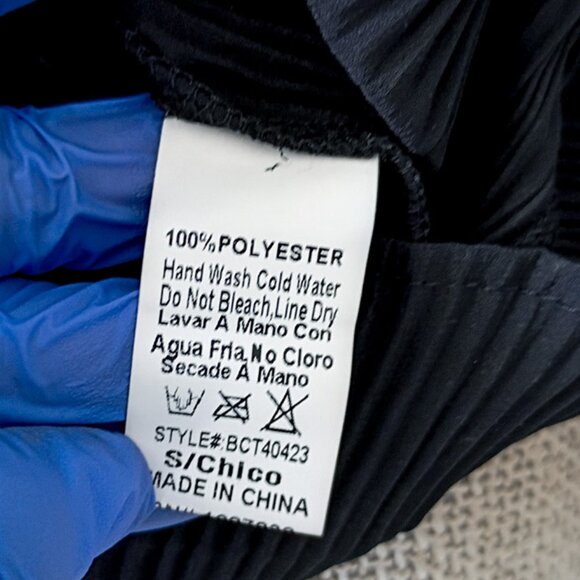 100%POLYESTER
Hand Wash Cold Water
Do Not Bleach,Line Dry
Lavar A Mano Con
Agua Fria,No Cloro
Secade A Mano
STYLE#:BCT40423
S/Chico
MADE IN CHINA